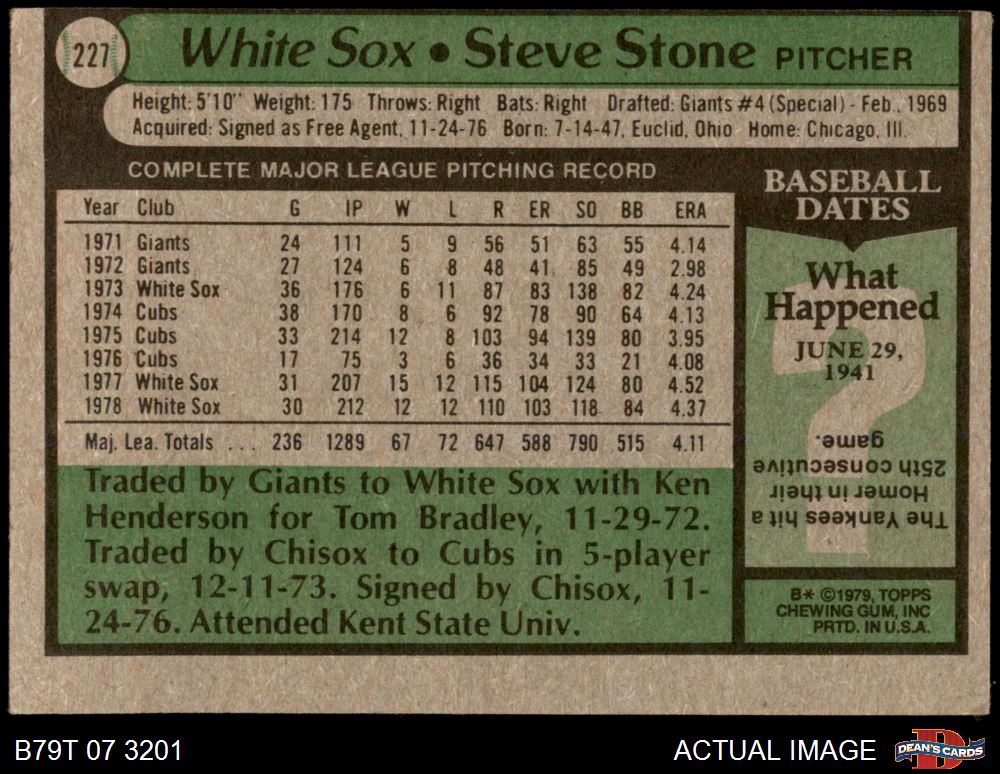 227
White Sox • Steve Stone PITCHER
Height: 5'10" Weight: 175 Throws: Right Bats: Right Drafted: Giants #4 (Special) - Feb., 1969
Acquired: Signed as Free Agent, 11-24-76 Born: 7-14-47, Euclid, Ohio Home: Chicago, Ill.
COMPLETE MAJOR LEAGUE PITCHING RECORD
Year Club G IP W L R ER SO BB ERA
1971 Giants 24 111 5 9 56 51 63 55 4.14
1972 Giants 27 124 6 8 48 41 85 49 2.98
1973 White Sox 36 176 6 11 87 83 138 82 4.24
1974 Cubs 38 170 8 6 92 78 90 64 4.13
1975 Cubs 33 214 12 8 103 94 139 80 3.95
1976 Cubs 17 75 3 6 36 34 33 21 4.08
1977 White Sox 31 207 15 12 115 104 124 80 4.52
1978 White Sox 30 212 12 12 110 103 118 84 4.37
Maj. Lea. Totals ... 236 1289 67 72 647 588 790 515 4.11
Traded by Giants to White Sox with Ken
Henderson for Tom Bradley, 11-29-72.
Traded by Chisox to Cubs in 5-player
swap, 12-11-73. Signed by Chisox, 11-
24-76. Attended Kent State Univ.
BASEBALL
DATES
What
Happened
JUNE 29,
1941
?
The Yankees hit a
Homer in their
25th consecutive
game.
B* ©1979, TOPPS
CHEWING GUM, INC
PRTD. IN U.S.A.
B79T 07 3201
ACTUAL IMAGE
D
DEAN'S CARDS